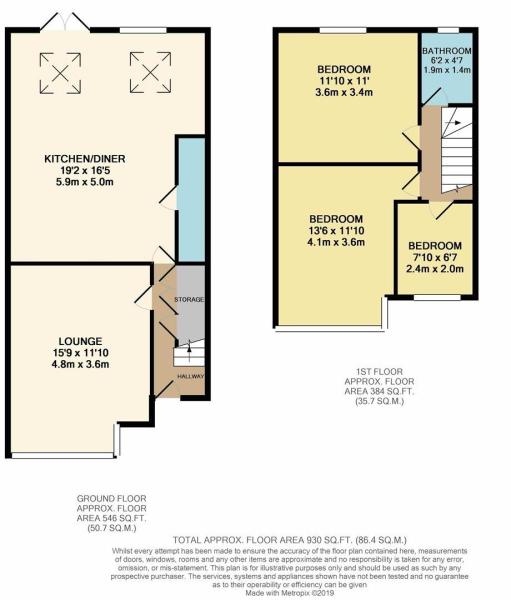 KITCHEN/DINER
19'2 x 16'5
5.9m x 5.0m
STORAGE
LOUNGE
15'9 x 11'10
4.8m x 3.6m
HALLWAY
GROUND FLOOR
APPROX. FLOOR
AREA 546 SQ.FT.
(50.7 SQ.M.)
BEDROOM
11'10 x 11'
3.6m x 3.4m
BATHROOM
6'2 x 4'7
1.9m x 1.4m
BEDROOM
13'6 x 11'10
4.1m x 3.6m
BEDROOM
7'10 x 6'7
2.4m x 2.0m
1ST FLOOR
APPROX. FLOOR
AREA 384 SQ.FT.
(35.7 SQ.M.)
TOTAL APPROX. FLOOR AREA 930 SQ.FT. (86.4 SQ.M.)
Whilst every attempt has been made to ensure the accuracy of the floor plan contained here, measurements
of doors, windows, rooms and any other items are approximate and no responsibility is taken for any error,
omission, or mis-statement. This plan is for illustrative purposes only and should be used as such by any
prospective purchaser. The services, systems and appliances shown have not been tested and no guarantee
as to their operability or efficiency can be given
Made with Metropix ©2019